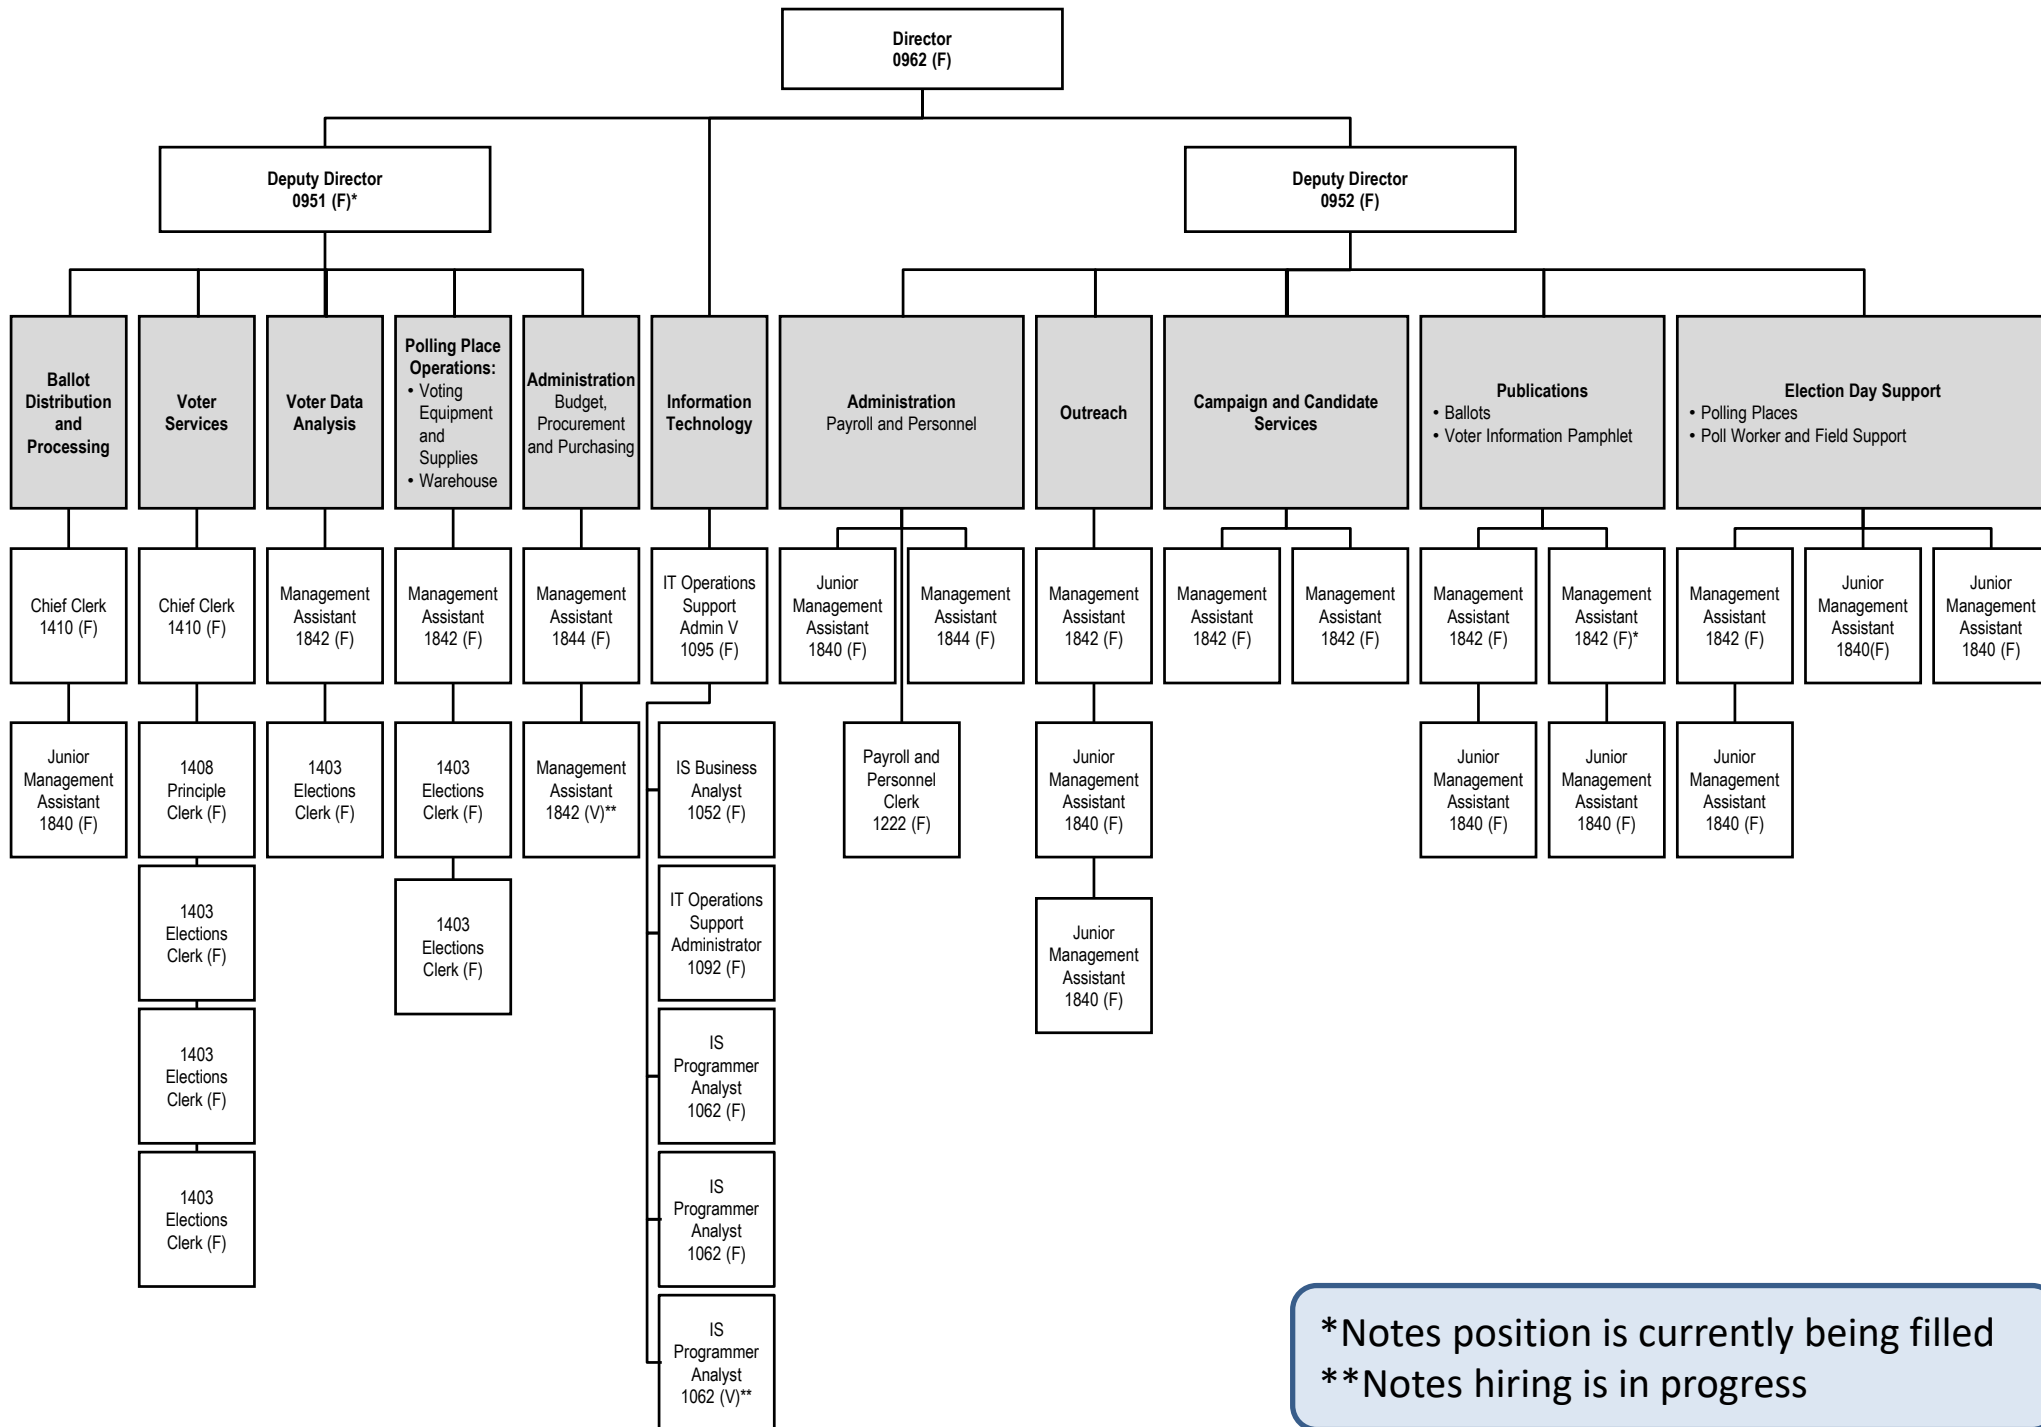 Director
0962 (F)
Deputy Director
0951 (F)*
Deputy Director
0952 (F)
Ballot
Distribution
and
Processing
Voter
Services
Voter Data
Analysis
Polling Place
Operations:
• Voting
Equipment
and
Supplies
• Warehouse
Administration
Budget,
Procurement
and Purchasing
Information
Technology
Administration
Payroll and Personnel
Outreach
Campaign and Candidate
Services
Publications
• Ballots
• Voter Information Pamphlet
Election Day Support
• Polling Places
• Poll Worker and Field Support
Chief Clerk
1410 (F)
Chief Clerk
1410 (F)
Management
Assistant
1842 (F)
Management
Assistant
1842 (F)
Management
Assistant
1844 (F)
IT Operations
Support
Admin V
1095 (F)
Junior
Management
Assistant
1840 (F)
Management
Assistant
1844 (F)
Management
Assistant
1842 (F)
Management
Assistant
1842 (F)
Management
Assistant
1842 (F)
Management
Assistant
1842 (F)
Management
Assistant
1842 (F)*
Management
Assistant
1842 (F)
Junior
Management
Assistant
1840(F)
Junior
Management
Assistant
1840 (F)
Junior
Management
Assistant
1840 (F)
1408
Principle
Clerk (F)
1403
Elections
Clerk (F)
1403
Elections
Clerk (F)
Management
Assistant
1842 (V)**
IS Business
Analyst
1052 (F)
Payroll and
Personnel
Clerk
1222 (F)
Junior
Management
Assistant
1840 (F)
Junior
Management
Assistant
1840 (F)
Junior
Management
Assistant
1840 (F)
Junior
Management
Assistant
1840 (F)
1403
Elections
Clerk (F)
1403
Elections
Clerk (F)
IT Operations
Support
Administrator
1092 (F)
Junior
Management
Assistant
1840 (F)
1403
Elections
Clerk (F)
IS
Programmer
Analyst
1062 (F)
1403
Elections
Clerk (F)
IS
Programmer
Analyst
1062 (F)
IS
Programmer
Analyst
1062 (V)**
*Notes position is currently being filled
**Notes hiring is in progress